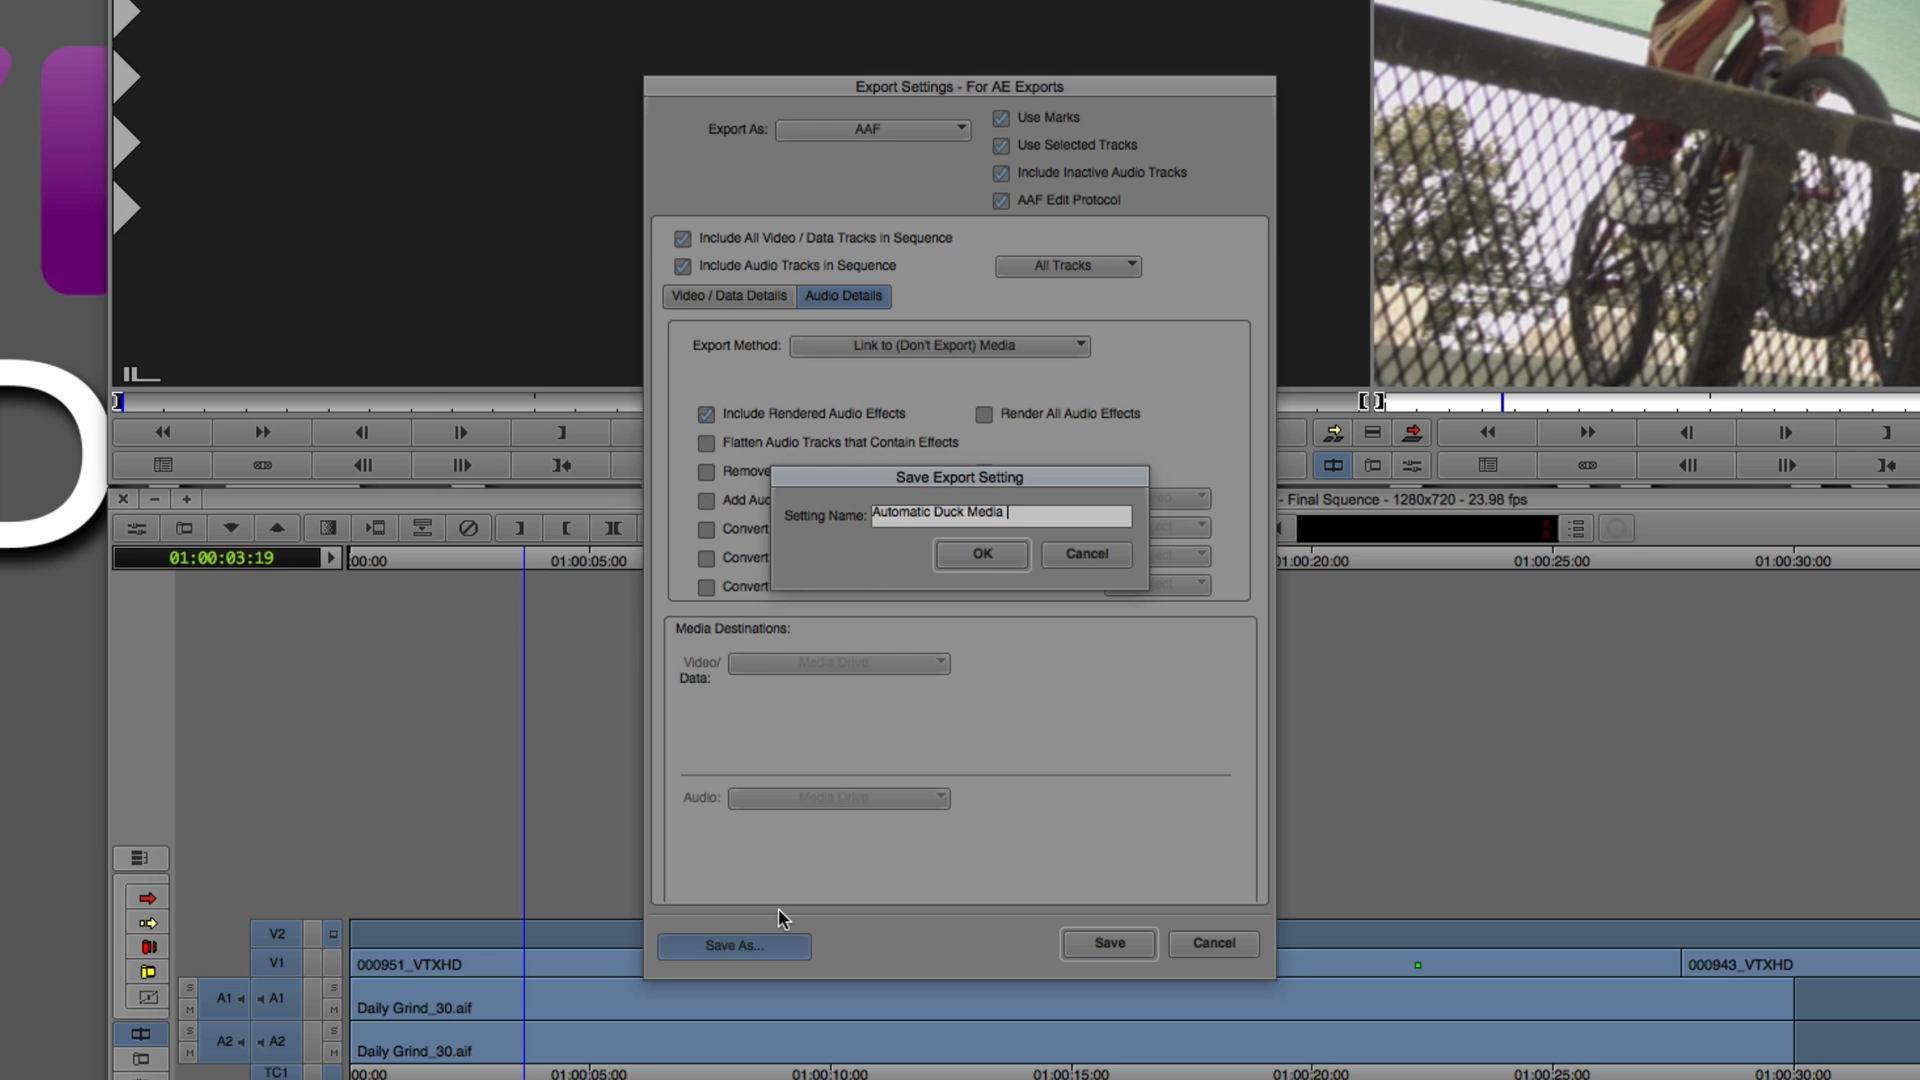 Export Settings - For AE Exports
Export As: AAF
Use Marks
Use Selected Tracks
Include Inactive Audio Tracks
AAF Edit Protocol
Include All Video / Data Tracks in Sequence
Include Audio Tracks in Sequence All Tracks
Video / Data Details Audio Details
Export Method: Link to (Don't Export) Media
Include Rendered Audio Effects Render All Audio Effects
Flatten Audio Tracks that Contain Effects
Remove
Save Export Setting
Add
Setting Name: Automatic Duck Media
Convert
OK Cancel
Convert
Convert
- Final Squence - 1280x720 - 23.98 fps
01:00:03:19 :00:00 01:00:05:00 01:00:20:00 01:00:25:00 01:00:30:00
Media Destinations:
Video/ Data: Media Drive
Audio: Media Drive
Save As... Save Cancel
V2
V1 000951_VTXHD 000943_VTXHD
S S
A1 A1 Daily Grind_30.aif
M M
S S
A2 A2 Daily Grind_30.aif
M M
TC1 00:00 01:00:05:00 01:00:10:00 01:00:15:00 01:00:20:00 01:00:25:00 01:00:30:00